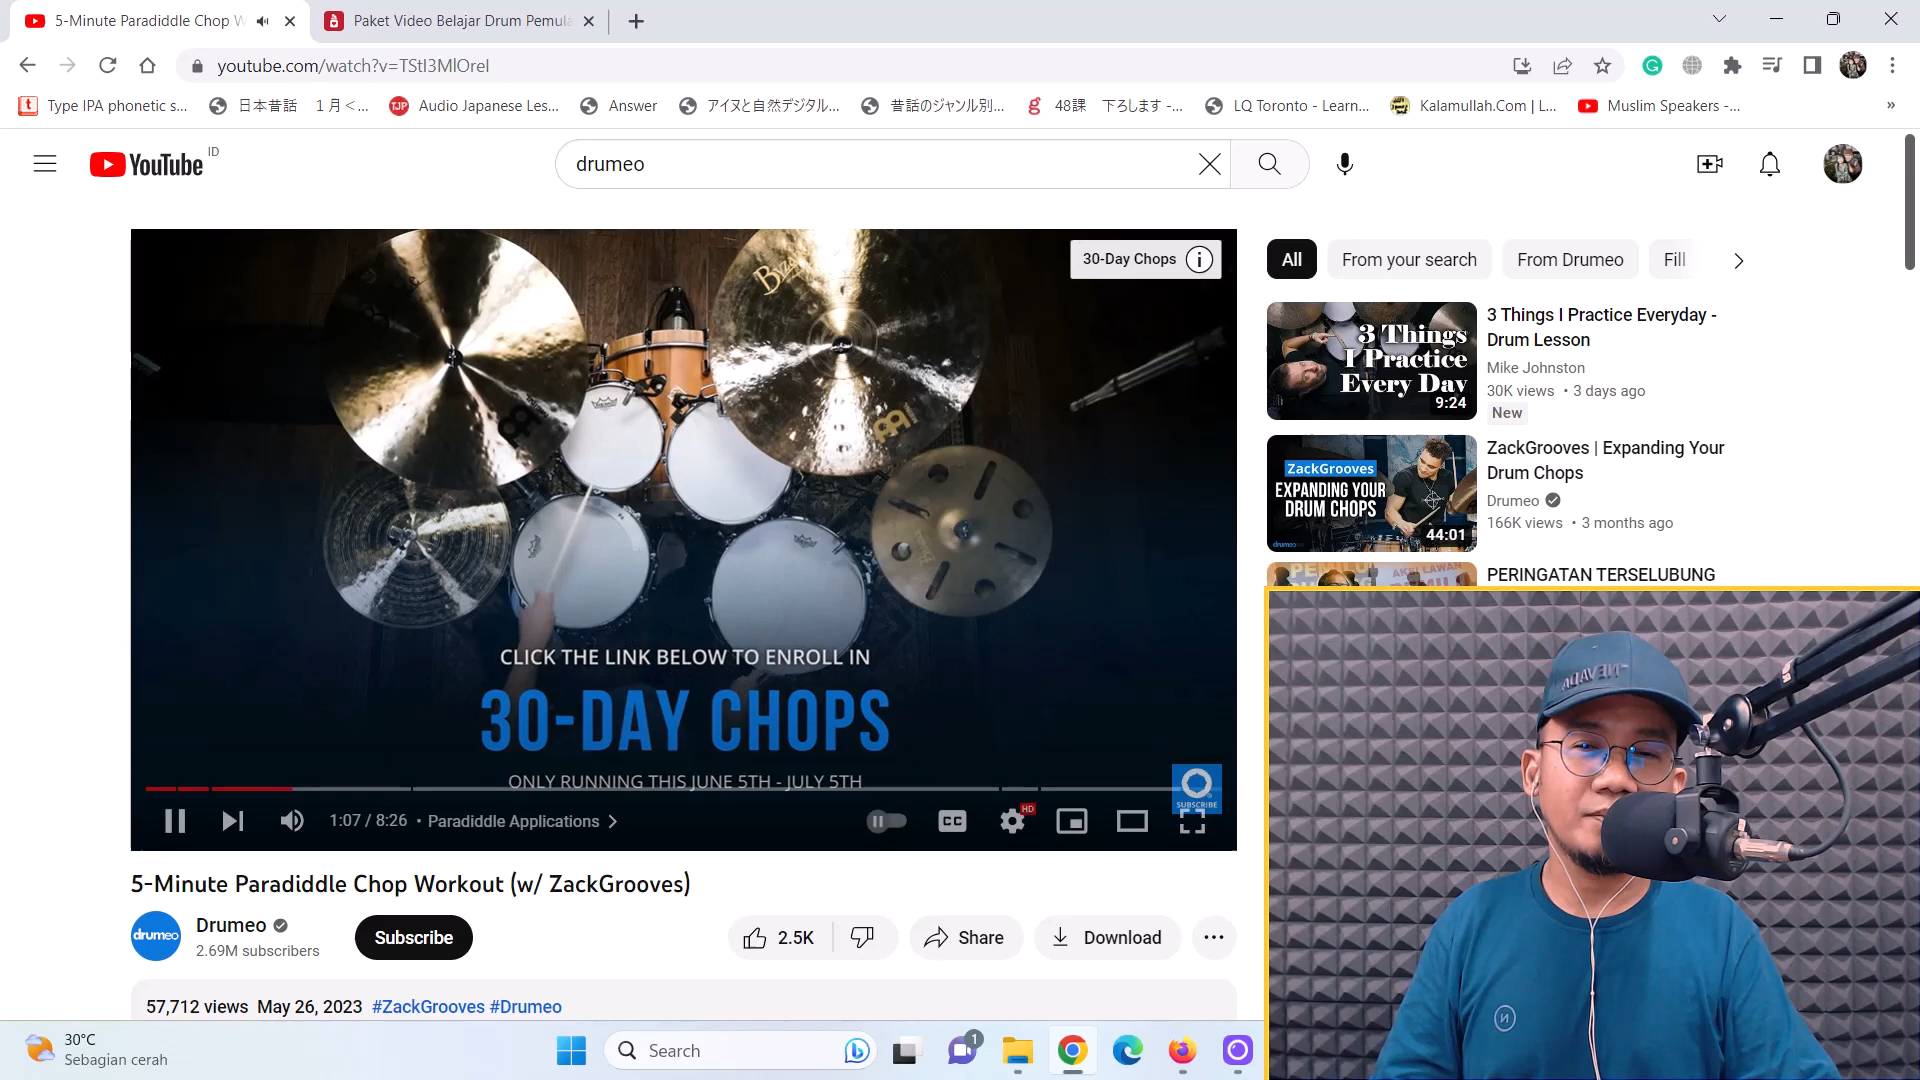 5-Minute Paradiddle Chop W
Paket Video Belajar Drum Pemula
youtube.com/watch?v=TStI3MlOreI
Type IPA phonetic s...
日本昔話　１月＜...
TJP
Audio Japanese Les...
Answer
アイヌと自然デジタル...
昔話のジャンル別...
48課　下ろします -...
LQ Toronto - Learn...
Kalamullah.Com | L...
Muslim Speakers -...
YouTube ID
drumeo
30-Day Chops
CLICK THE LINK BELOW TO ENROLL IN
30-DAY CHOPS
ONLY RUNNING THIS JUNE 5TH - JULY 5TH
SUBSCRIBE
1:07 / 8:26 • Paradiddle Applications
CC
HD
5-Minute Paradiddle Chop Workout (w/ ZackGrooves)
drumeo
Drumeo
2.69M subscribers
Subscribe
2.5K
Share
Download
57,712 views May 26, 2023 #ZackGrooves #Drumeo
All
From your search
From Drumeo
Fill
3 Things
I Practice
Every Day
9:24
3 Things I Practice Everyday -
Drum Lesson
Mike Johnston
30K views • 3 days ago
New
ZackGrooves
EXPANDING YOUR
DRUM CHOPS
44:01
drumeo
ZackGrooves | Expanding Your
Drum Chops
Drumeo
166K views • 3 months ago
PERINGATAN TERSELUBUNG
NEVADA
30°C
Sebagian cerah
Search
1